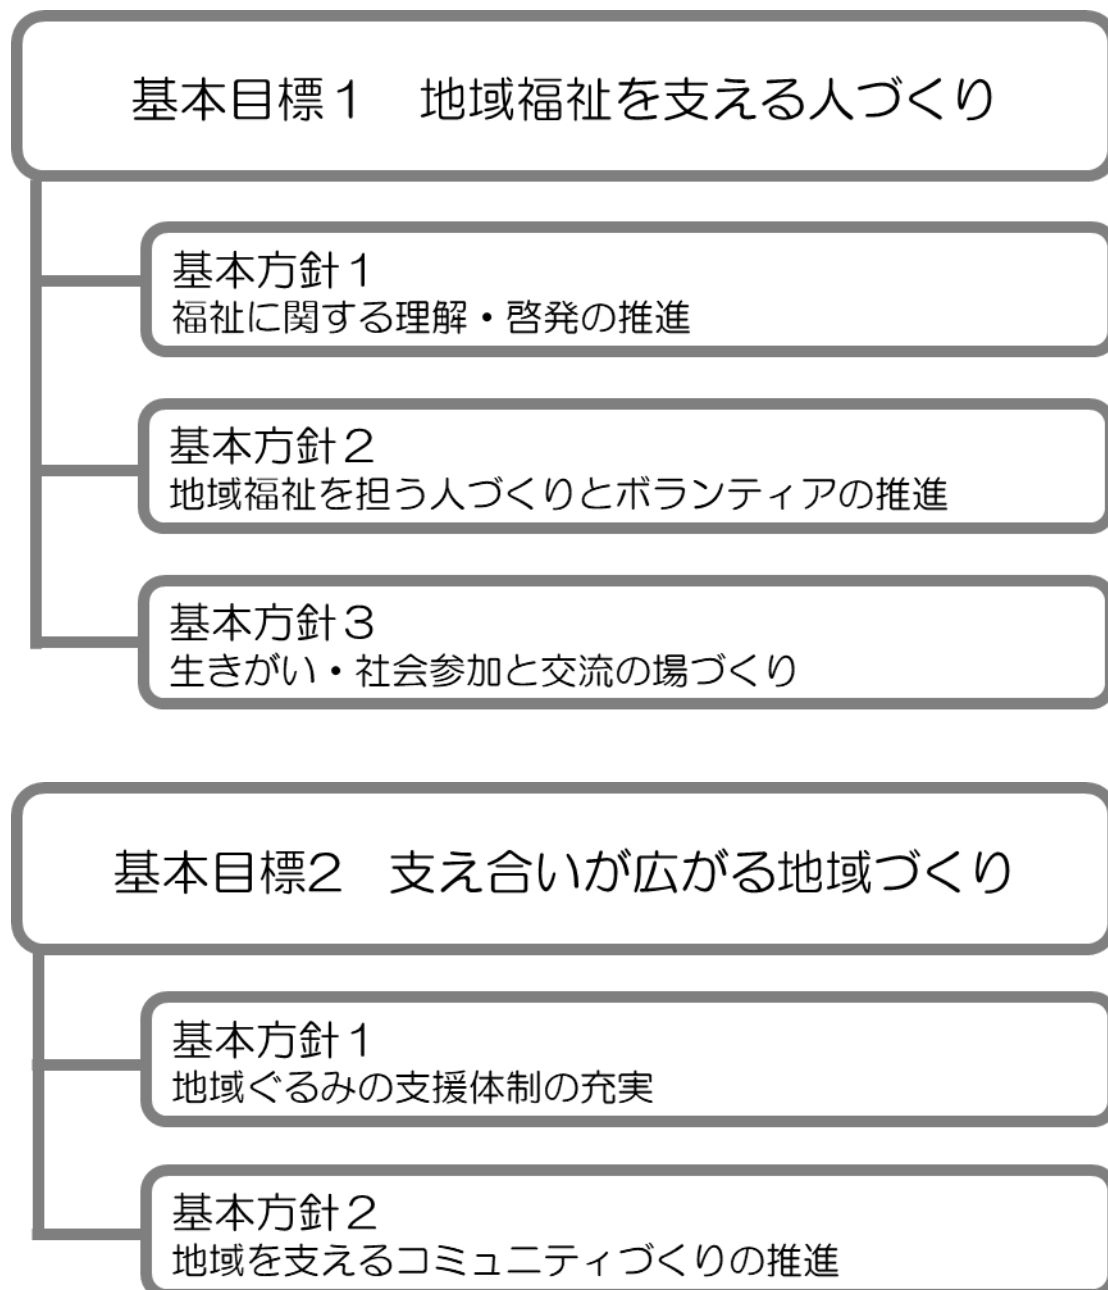 基本目標１　地域福祉を支える人づくり
基本方針１
福祉に関する理解・啓発の推進
基本方針２
地域福祉を担う人づくりとボランティアの推進
基本方針３
生きがい・社会参加と交流の場づくり
基本目標2　支え合いが広がる地域づくり
基本方針１
地域ぐるみの支援体制の充実
基本方針２
地域を支えるコミュニティづくりの推進